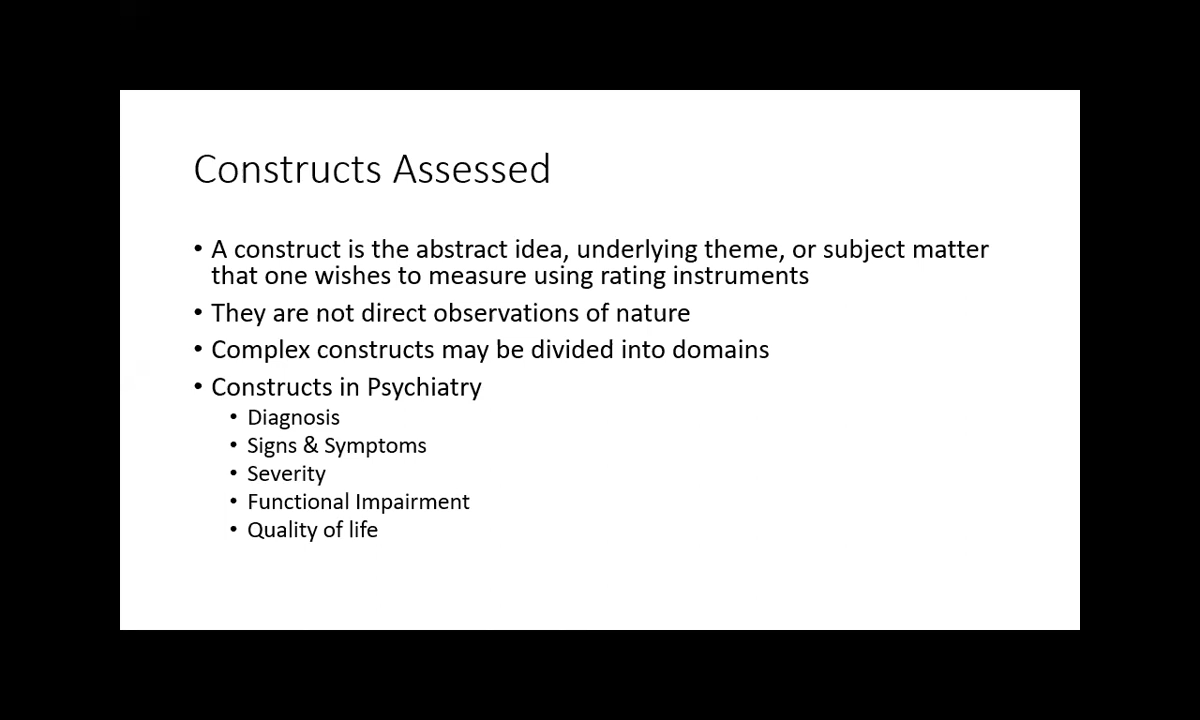 Constructs Assessed
• A construct is the abstract idea, underlying theme, or subject matter
that one wishes to measure using rating instruments
• They are not direct observations of nature
• Complex constructs may be divided into domains
• Constructs in Psychiatry
• Diagnosis
• Signs & Symptoms
• Severity
• Functional Impairment
• Quality of life